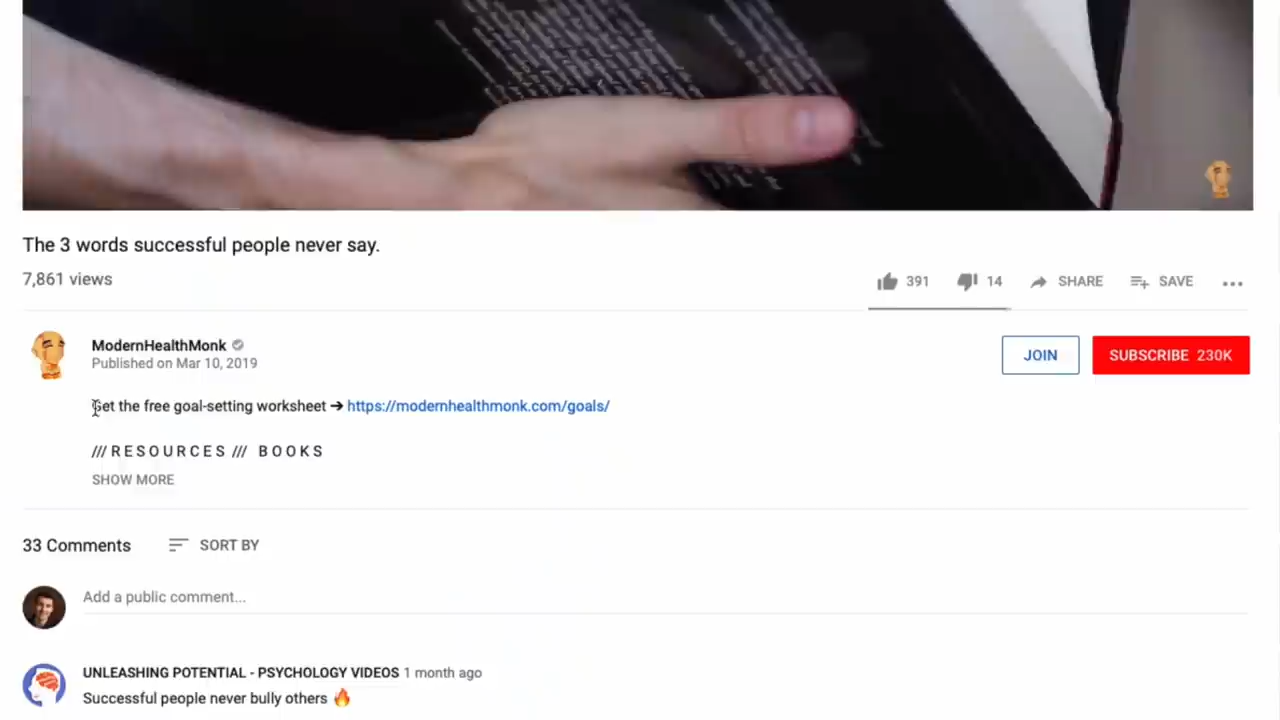 The 3 words successful people never say.
7,861 views
391 14 SHARE SAVE
ModernHealthMonk
Published on Mar 10, 2019
JOIN SUBSCRIBE 230K
Get the free goal-setting worksheet ➔ https://modernhealthmonk.com/goals/
/// R E S O U R C E S /// B O O K S
SHOW MORE
33 Comments SORT BY
Add a public comment...
UNLEASHING POTENTIAL - PSYCHOLOGY VIDEOS 1 month ago
Successful people never bully others 🔥